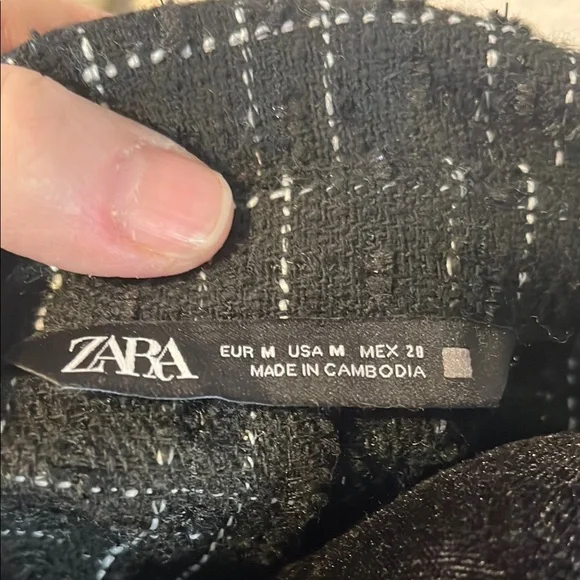 ZARA
EUR M USA M MEX 28
MADE IN CAMBODIA